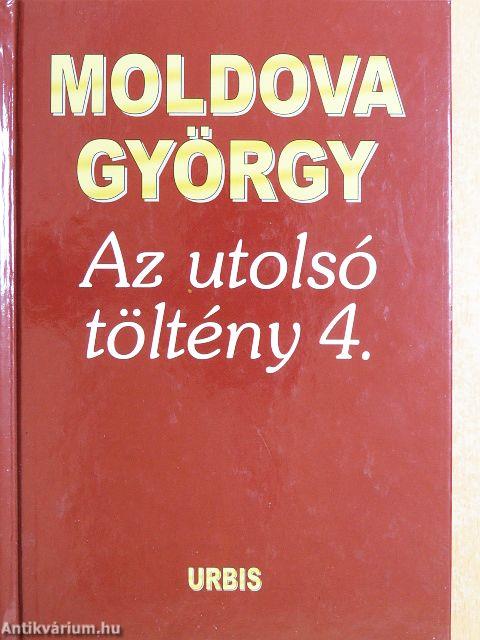 MOLDOVA
GYÖRGY
Az utolsó
töltény 4.
URBIS
Antikvárium.hu